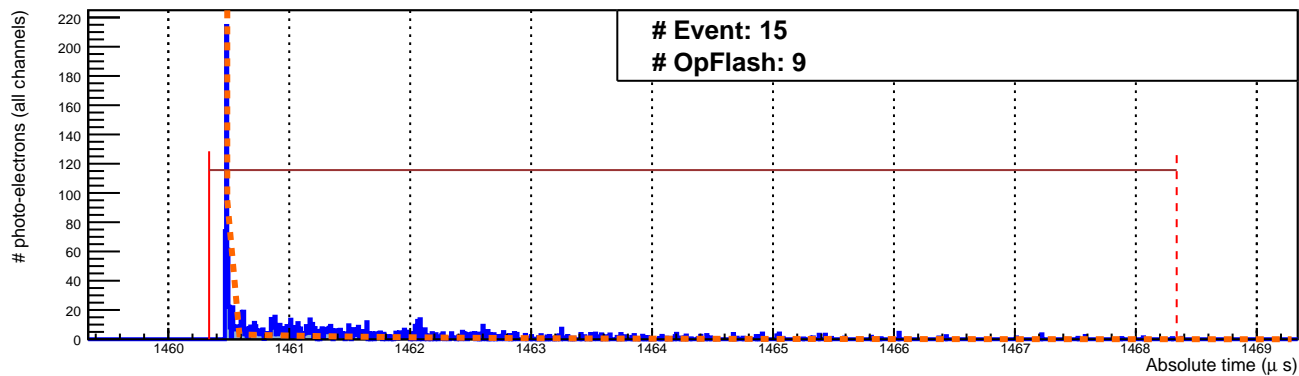 # Event: 15
# OpFlash: 9
# photo-electrons (all channels)
220
200
180
160
140
120
100
80
60
40
20
0
1460 1461 1462 1463 1464 1465 1466 1467 1468 1469
Absolute time (μ s)